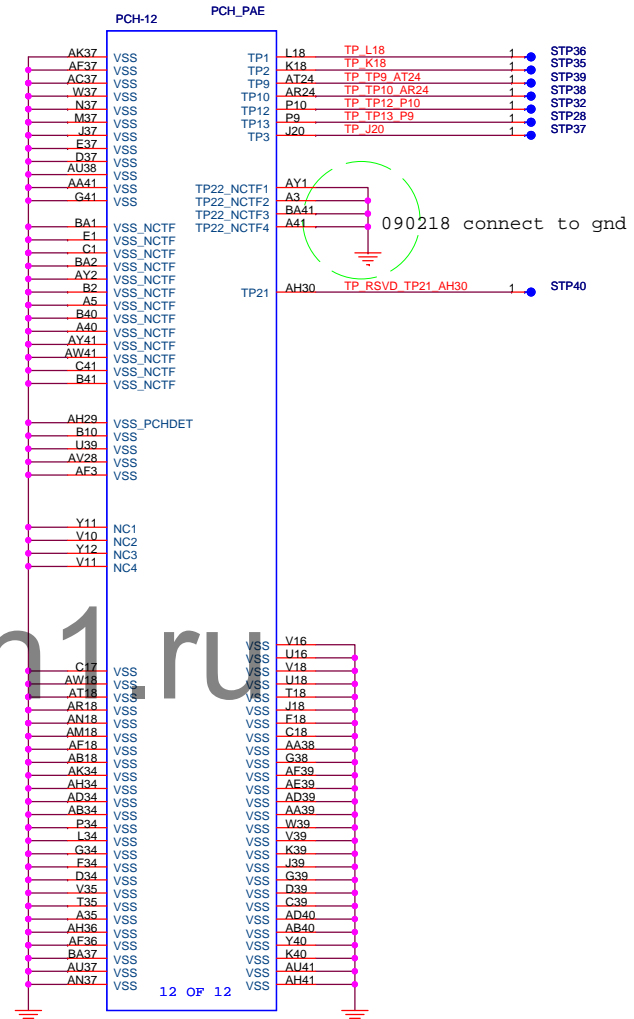 PCH-12 PCH_PAE
AK37 VSS TP1 L18 TP_L18 1 STP36
AF37 VSS TP2 K18 TP_K18 1 STP35
AC37 VSS TP9 AT24 TP_TP9_AT24 1 STP39
W37 VSS TP10 AR24 TP_TP10_AR24 1 STP38
N37 VSS TP12 P10 TP_TP12_P10 1 STP32
M37 VSS TP13 P9 TP_TP13_P9 1 STP28
J37 VSS TP3 J20 TP_J20 1 STP37
E37 VSS
D37 VSS
AU38 VSS
AA41 VSS TP22_NCTF1 AY1
G41 VSS TP22_NCTF2 A3
TP22_NCTF3 BA41
BA1 VSS_NCTF TP22_NCTF4 A41 090218 connect to gnd
E1 VSS_NCTF
C1 VSS_NCTF
BA2 VSS_NCTF
AY2 VSS_NCTF
B2 VSS_NCTF TP21 AH30 TP_RSVD_TP21_AH30 1 STP40
A5 VSS_NCTF
B40 VSS_NCTF
A40 VSS_NCTF
AY41 VSS_NCTF
AW41 VSS_NCTF
C41 VSS_NCTF
B41 VSS_NCTF
AH29 VSS_PCHDET
B10 VSS
U39 VSS
AV28 VSS
AF3 VSS
Y11 NC1
V10 NC2
Y12 NC3
V11 NC4
n1.ru
VSS V16
VSS U16
C17 VSS VSS V18
AW18 VSS VSS U18
AT18 VSS VSS T18
AR18 VSS VSS J18
AN18 VSS VSS F18
AM18 VSS VSS C18
AF18 VSS VSS AA38
AB18 VSS VSS G38
AK34 VSS VSS AF39
AH34 VSS VSS AE39
AD34 VSS VSS AD39
AB34 VSS VSS AA39
P34 VSS VSS W39
L34 VSS VSS V39
G34 VSS VSS K39
F34 VSS VSS J39
D34 VSS VSS G39
V35 VSS VSS D39
T35 VSS VSS C39
A35 VSS VSS AD40
AH36 VSS VSS AB40
AF36 VSS VSS Y40
BA37 VSS VSS K40
AU37 VSS VSS AU41
AN37 VSS VSS AH41
12 OF 12